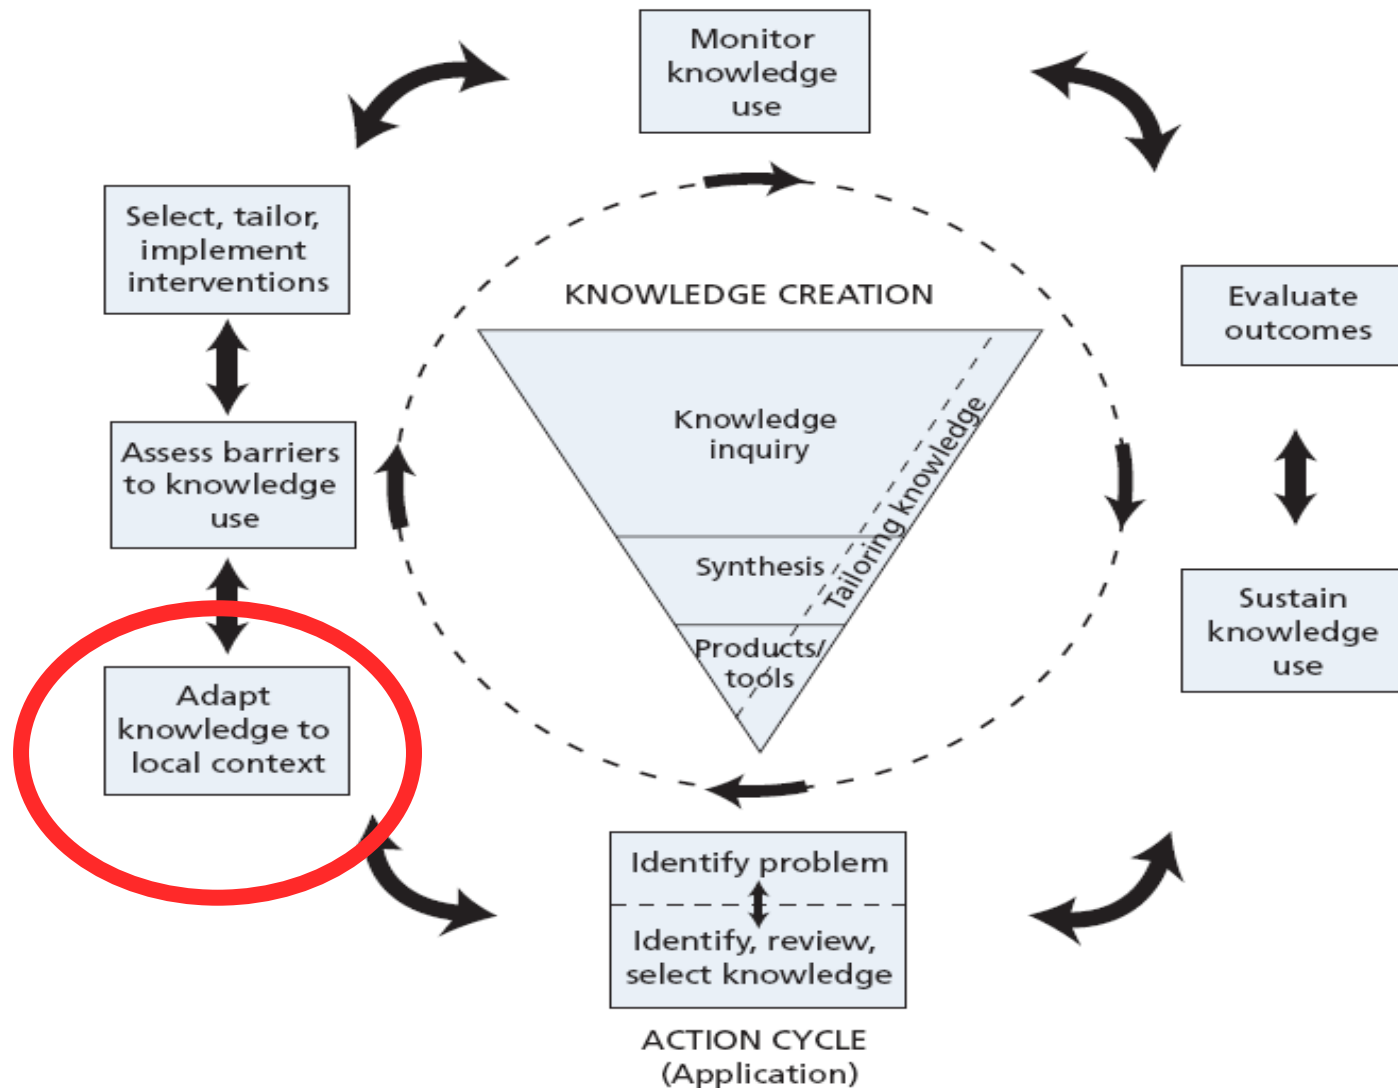 Monitor
knowledge
use
Select, tailor,
implement
interventions
KNOWLEDGE CREATION
Evaluate
outcomes
Knowledge
inquiry
Tailoring knowledge
Assess barriers
to knowledge
use
Synthesis
Sustain
knowledge
use
Products/
tools
Adapt
knowledge to
local context
Identify problem
Identify, review,
select knowledge
ACTION CYCLE
(Application)